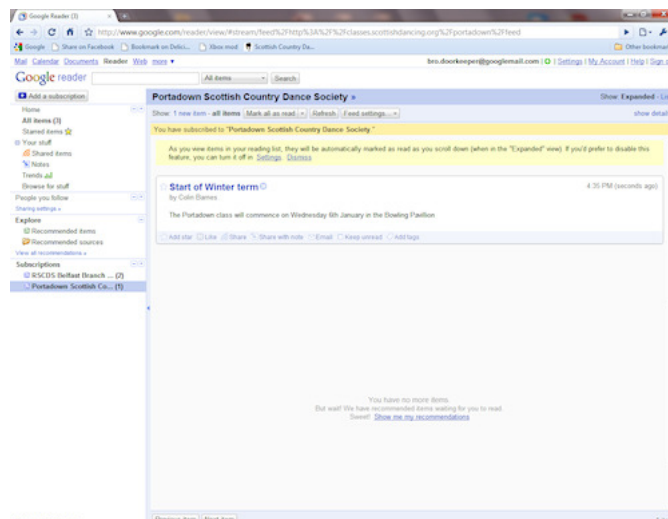 Google Reader (3)
http://www.google.com/reader/view/#stream/feed%2Fhttp%3A%2F%2Fclasses.scottishdancing.org%2Fportadown%2Ffeed
Google Share on Facebook Bookmark on Delici... Xbox mod Scottish Country Da... Other bookmar
Mail Calendar Documents Reader Web more ▼ bro.doorkeeper@googlemail.com | Settings | My Account | Help | Sign
Google reader All items Search
Add a subscription
Portadown Scottish Country Dance Society » Show: Expanded -
Home
Show: 1 new item - all items Mark all as read Refresh Feed settings... show detail
All items (3)
Starred items
You have subscribed to "Portadown Scottish Country Dance Society."
Your stuff
Shared items
Notes
Trends
Browse for stuff
As you view items in your reading list, they will be automatically marked as read as you scroll down (when in the "Expanded" view). If you'd prefer to disable this
feature, you can turn it off in Settings. Dismiss
People you follow
Sharing settings »
Explore
Recommended items
Recommended sources
View all recommendations »
Subscriptions
RSCDS Belfast Branch ... (2)
Portadown Scottish Co... (1)
Start of Winter term 4:35 PM (seconds ago)
by Colin Barnes
The Portadown class will commence on Wednesday 6th January in the Bowling Pavillion
Add star Like Share Share with note Email Keep unread Add tags
You have no more items.
But wait! We have recommended items waiting for you to read.
Sweet! Show me my recommendations
Previous item Next item